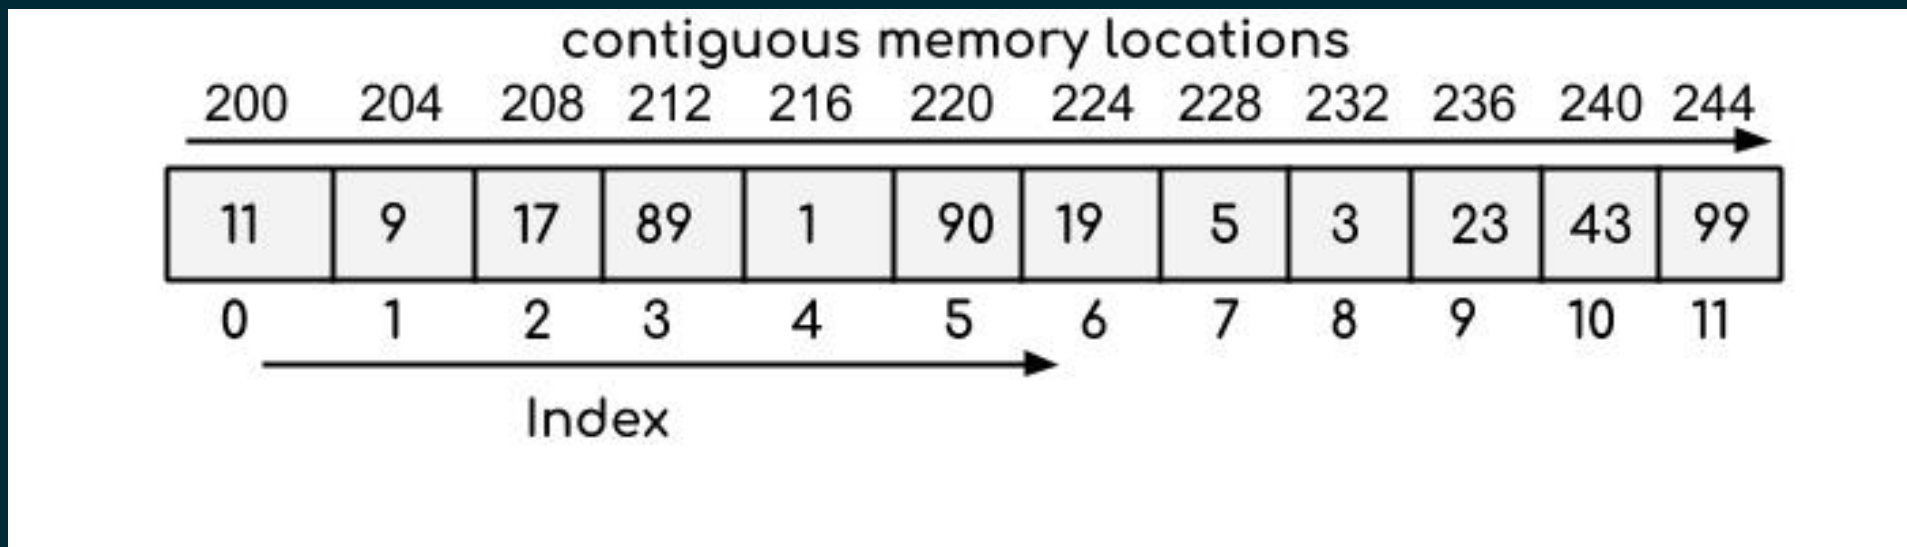 contiguous memory locations
200 204 208 212 216 220 224 228 232 236 240 244
11 9 17 89 1 90 19 5 3 23 43 99
0 1 2 3 4 5 6 7 8 9 10 11
Index